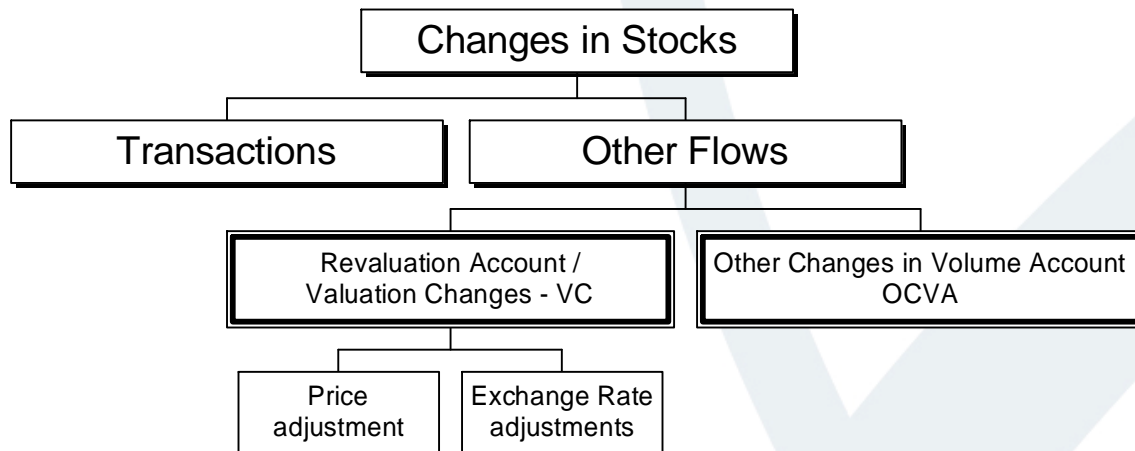 Changes in Stocks
Transactions
Other Flows
Revaluation Account /
Valuation Changes - VC
Other Changes in Volume Account
OCVA
Price
adjustment
Exchange Rate
adjustments